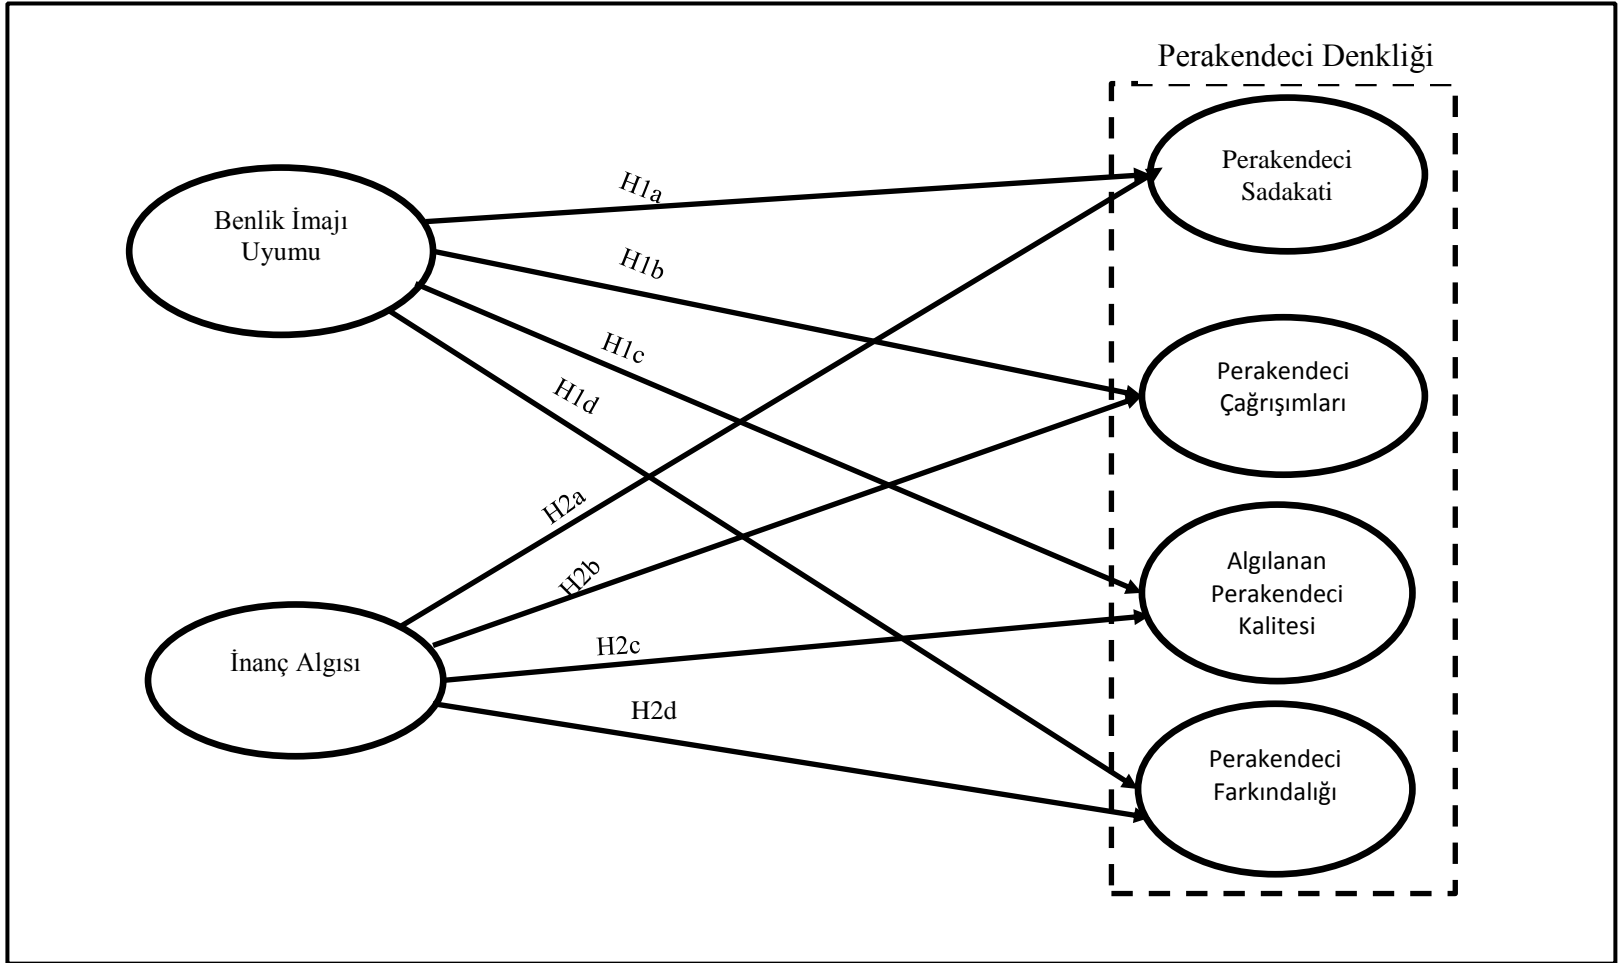 Perakendeci Denkliği
Benlik İmajı
Uyumu
İnanç Algısı
H1a
H1b
H1c
H1d
H2a
H2b
H2c
H2d
Perakendeci
Sadakati
Perakendeci
Çağrışımları
Algılanan
Perakendeci
Kalitesi
Perakendeci
Farkındalığı